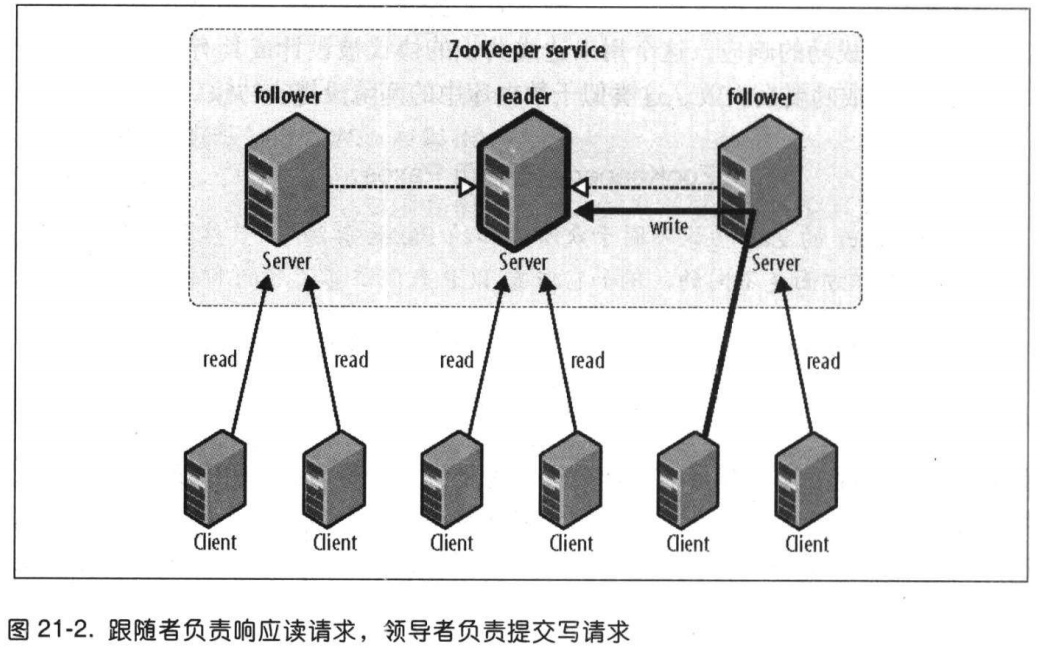 ZooKeeper service
follower leader follower
write
Server Server Server
read read read read read
Client Client Client Client Client Client
图 21-2. 跟随者负责响应读请求，领导者负责提交写请求